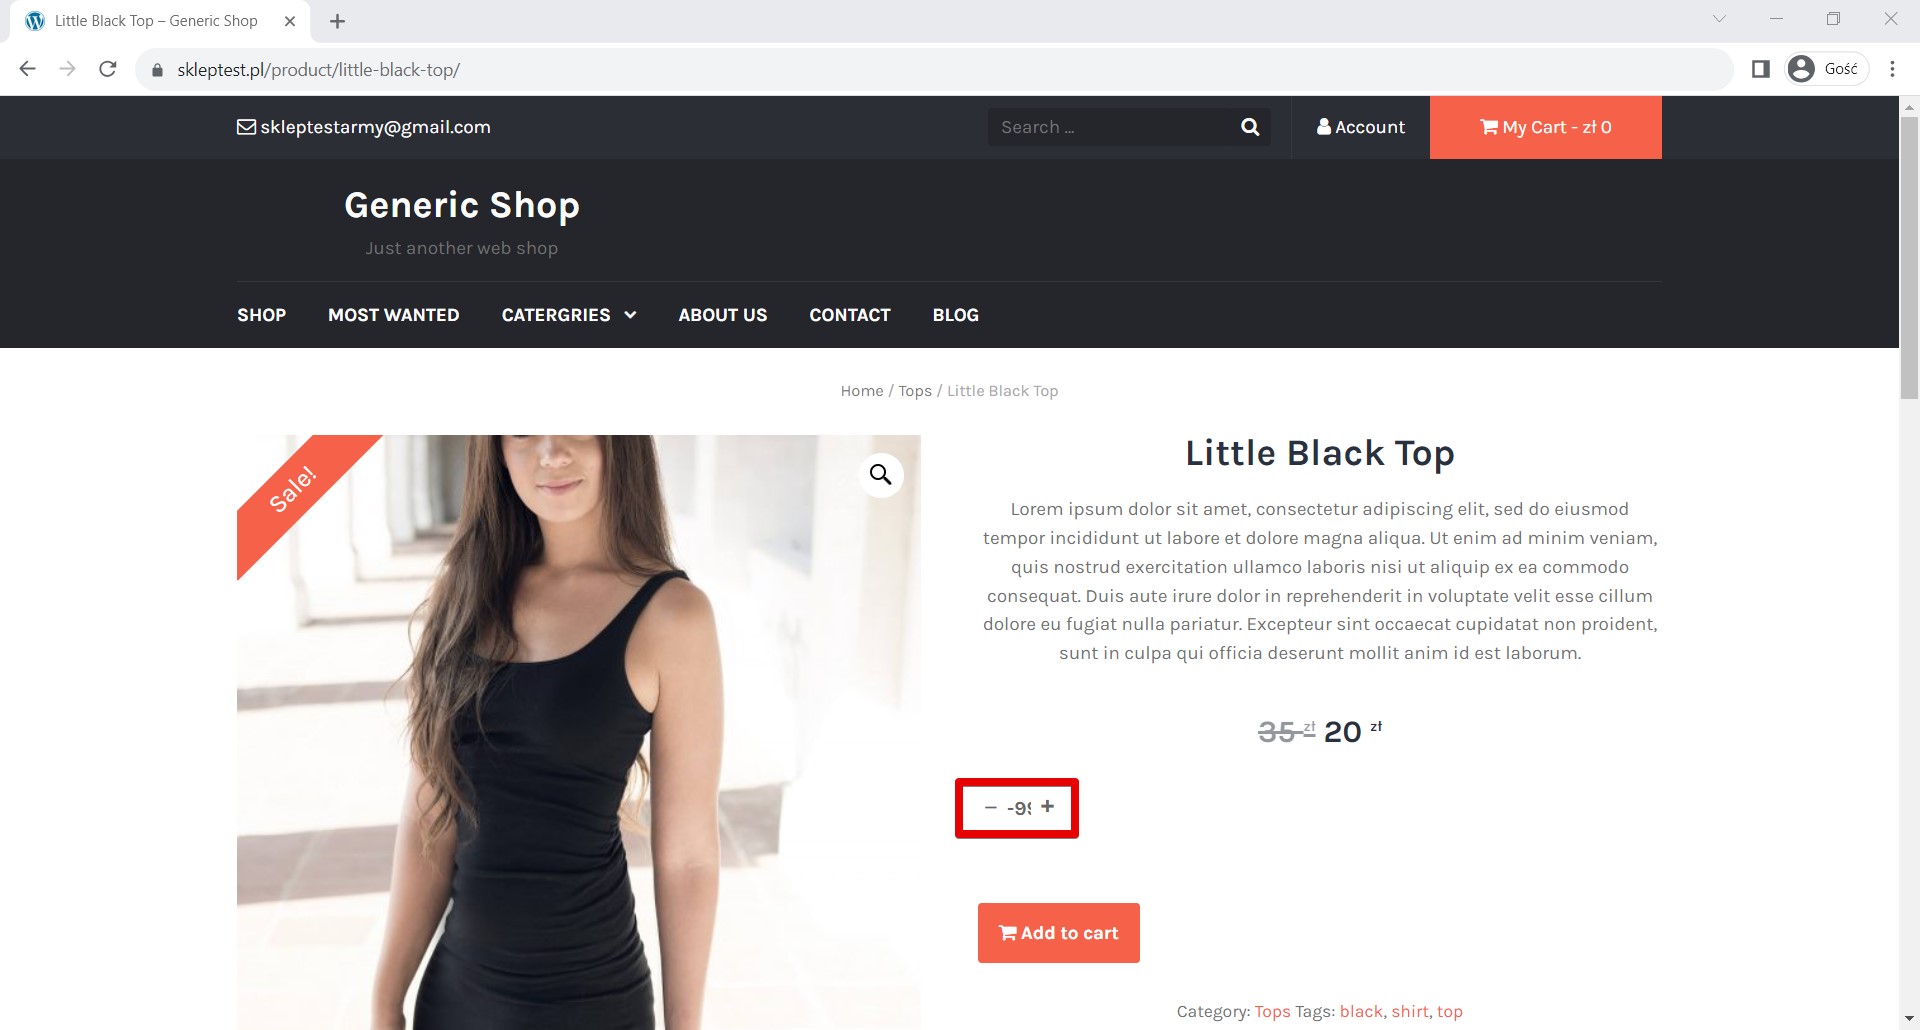 Little Black Top – Generic Shop
skleptest.pl/product/little-black-top/
Gość
skleptestarmy@gmail.com
Search ...
Account
My Cart - zł 0
Generic Shop
Just another web shop
SHOP MOST WANTED CATERGRIES ABOUT US CONTACT BLOG
Home / Tops / Little Black Top
Sale!
Little Black Top
Lorem ipsum dolor sit amet, consectetur adipiscing elit, sed do eiusmod
tempor incididunt ut labore et dolore magna aliqua. Ut enim ad minim veniam,
quis nostrud exercitation ullamco laboris nisi ut aliquip ex ea commodo
consequat. Duis aute irure dolor in reprehenderit in voluptate velit esse cillum
dolore eu fugiat nulla pariatur. Excepteur sint occaecat cupidatat non proident,
sunt in culpa qui officia deserunt mollit anim id est laborum.
35 zł 20 zł
− -99 +
Add to cart
Category: Tops Tags: black, shirt, top